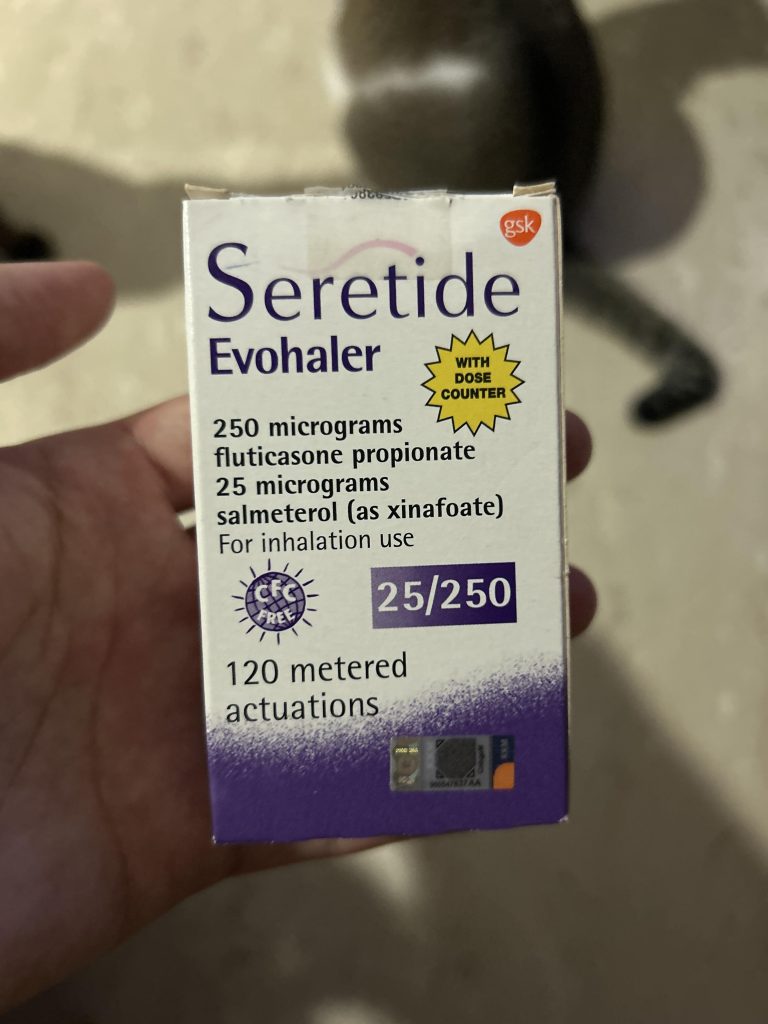 gsk
Seretide
Evohaler
WITH
DOSE
COUNTER
250 micrograms
fluticasone propionate
25 micrograms
salmeterol (as xinafoate)
For inhalation use
CFC
FREE
25/250
120 metered
actuations